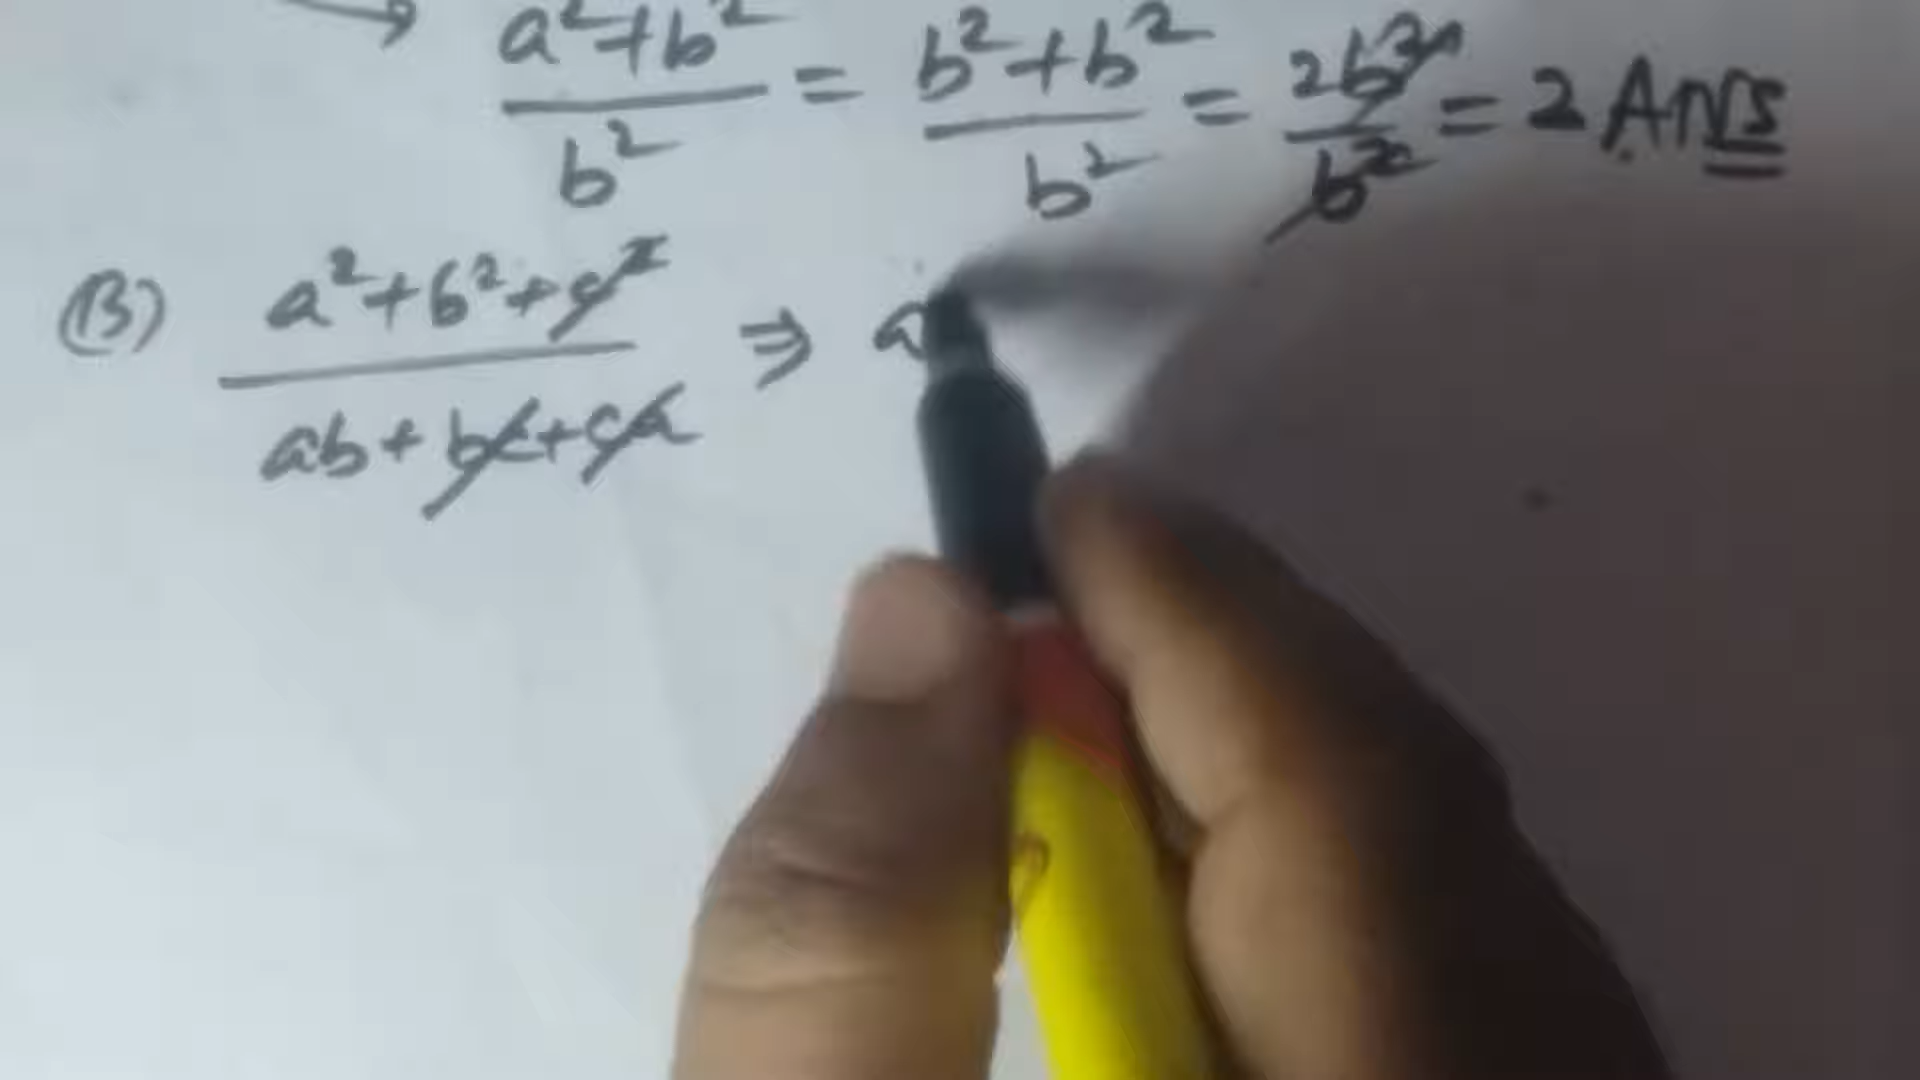 → a²+b²/b² = b²+b²/b² = 2b²/b² = 2 Ans
(B) a²+b²+c²/ab+bc+ca ⇒ a